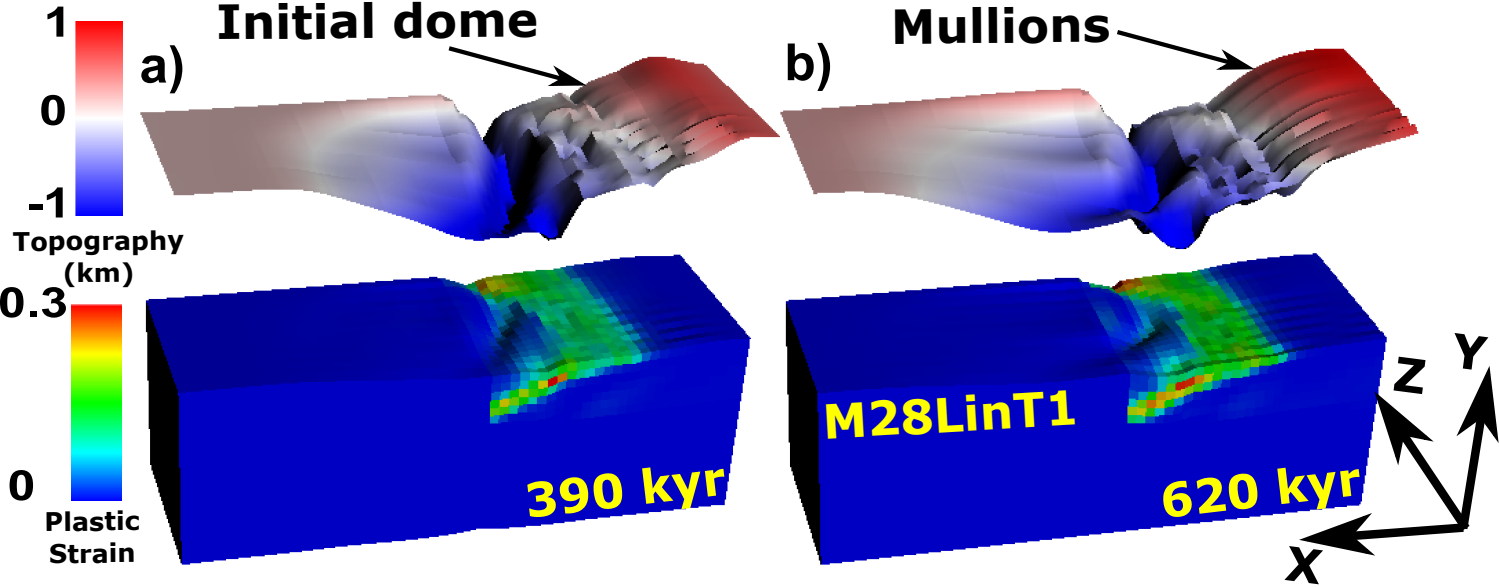 1
0
-1
Topography
(km)
a)
Initial dome
b)
Mullions
0.3
0
Plastic
Strain
390 kyr
M28LinT1
620 kyr
X
Z
Y